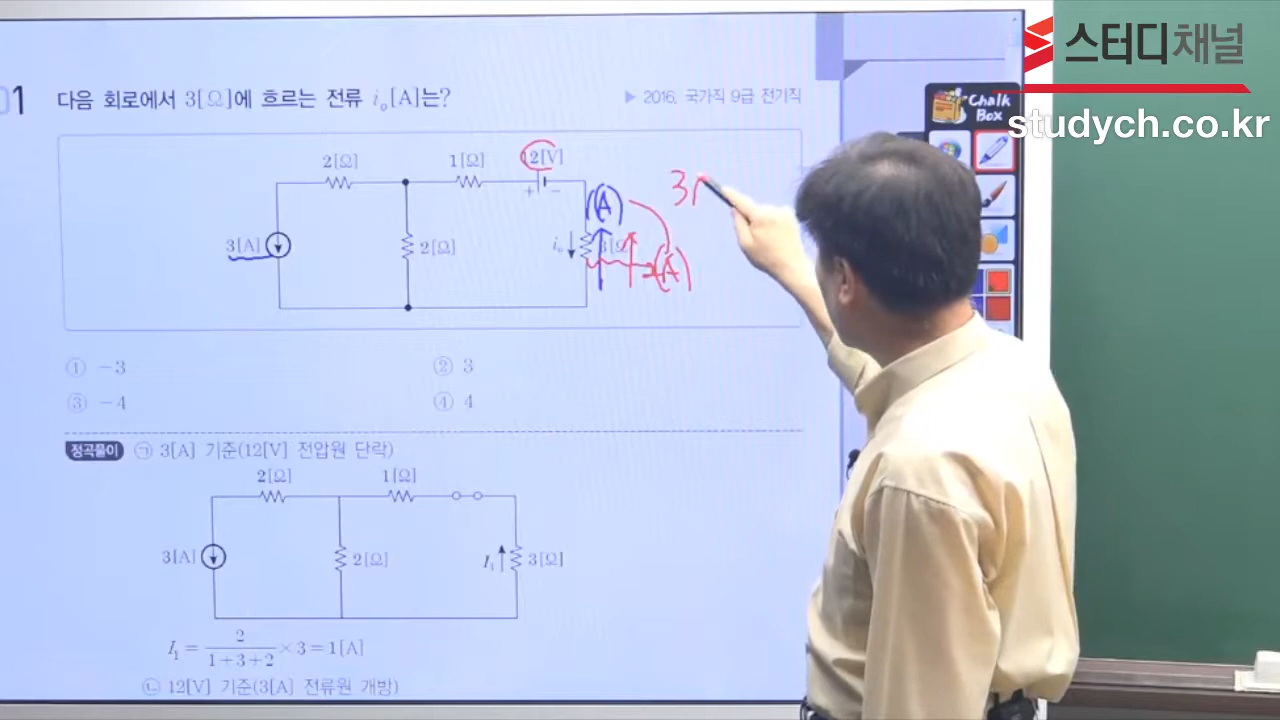 스터디채널
studych.co.kr
01 다음 회로에서 3[Ω]에 흐르는 전류 i₀[A]는?
▶ 2016. 국가직 9급 전기직
Chalk Box
2[Ω] 1[Ω] 12[V]
+ −
(A) 3
3[A] 2[Ω] i₀ 3[Ω]
(A)
① −3 ② 3
③ −4 ④ 4
정곡풀이 ㉠ 3[A] 기준(12[V] 전압원 단락)
2[Ω] 1[Ω]
3[A] 2[Ω] I₁ 3[Ω]
I₁ = 2/(1+3+2) ×3 = 1[A]
㉡ 12[V] 기준(3[A] 전류원 개방)